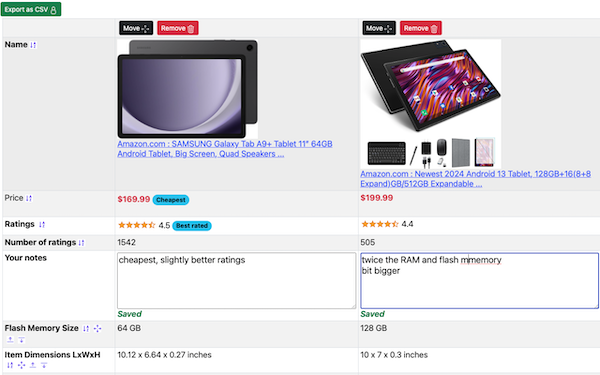 Export as CSV
Move Remove Move Remove
Name
Amazon.com : SAMSUNG Galaxy Tab A9+ Tablet 11" 64GB
Android Tablet, Big Screen, Quad Speakers ...
Amazon.com : Newest 2024 Android 13 Tablet, 128GB+16(8+8
Expand)GB/512GB Expandable ...
Price $169.99 Cheapest $199.99
Ratings 4.5 Best rated 4.4
Number of ratings 1542 505
Your notes cheapest, slightly better ratings
twice the RAM and flash mmemory
bit bigger
Saved Saved
Flash Memory Size 64 GB 128 GB
Item Dimensions LxWxH 10.12 x 6.64 x 0.27 inches 10 x 7 x 0.3 inches